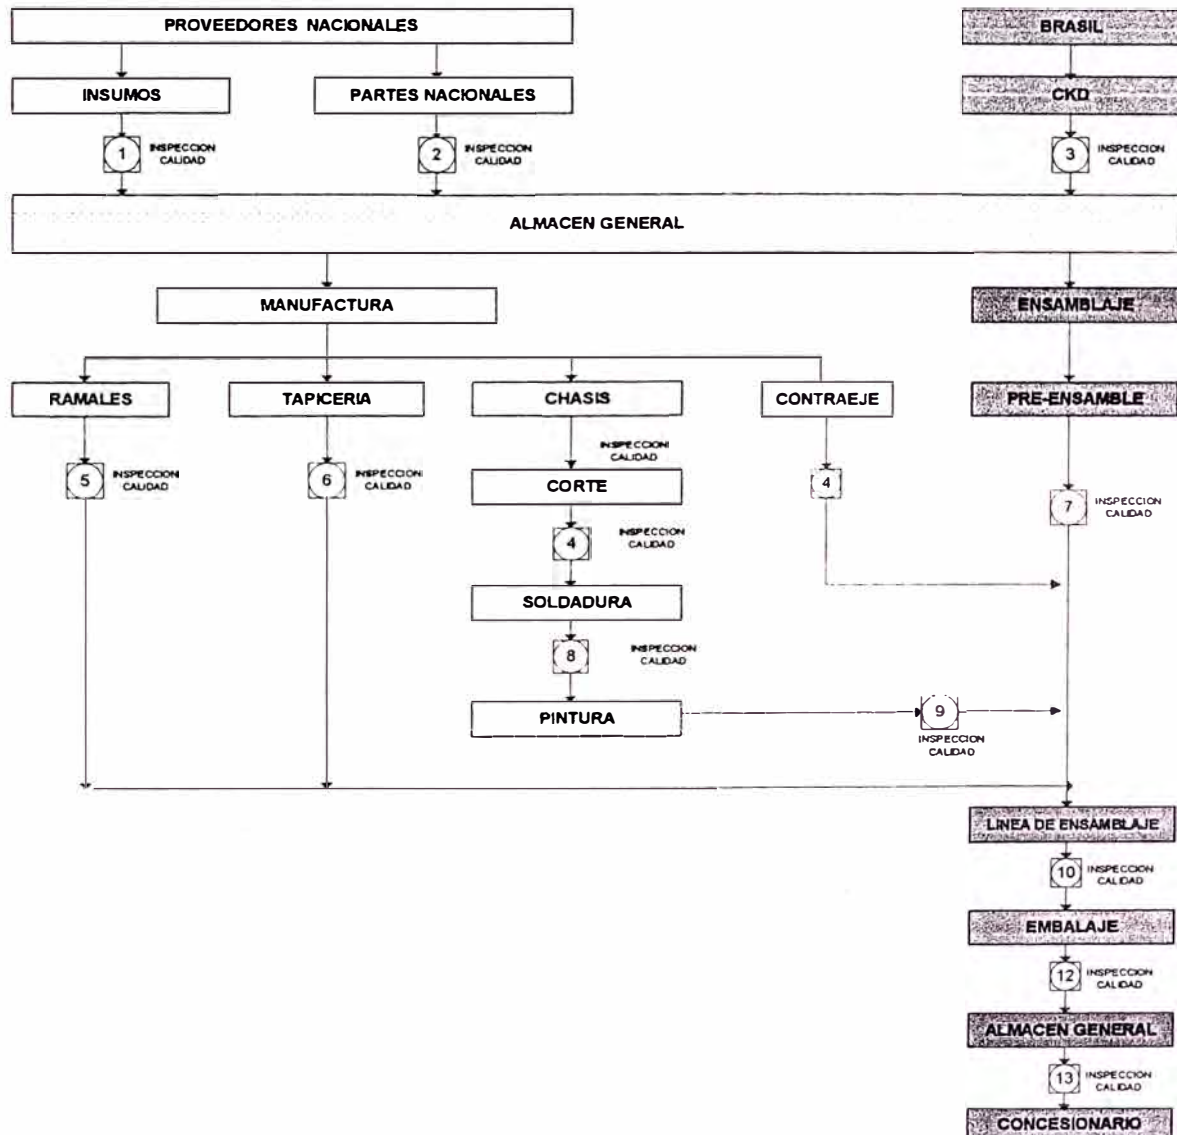 PROVEEDORES NACIONALES
BRASIL
INSUMOS
PARTES NACIONALES
CKD
1
INSPECCION
CALIDAD
2
INSPECCION
CALIDAD
3
INSPECCION
CALIDAD
ALMACEN GENERAL
MANUFACTURA
ENSAMBLAJE
RAMALES
TAPICERIA
CHASIS
CONTRAEJE
PRE-ENSAMBLE
INSPECCION
CALIDAD
5
INSPECCION
CALIDAD
6
INSPECCION
CALIDAD
CORTE
4
7
INSPECCION
CALIDAD
4
INSPECCION
CALIDAD
SOLDADURA
8
INSPECCION
CALIDAD
PINTURA
9
INSPECCION
CALIDAD
LINEA DE ENSAMBLAJE
10
INSPECCION
CALIDAD
EMBALAJE
12
INSPECCION
CALIDAD
ALMACEN GENERAL
13
INSPECCION
CALIDAD
CONCESIONARIO